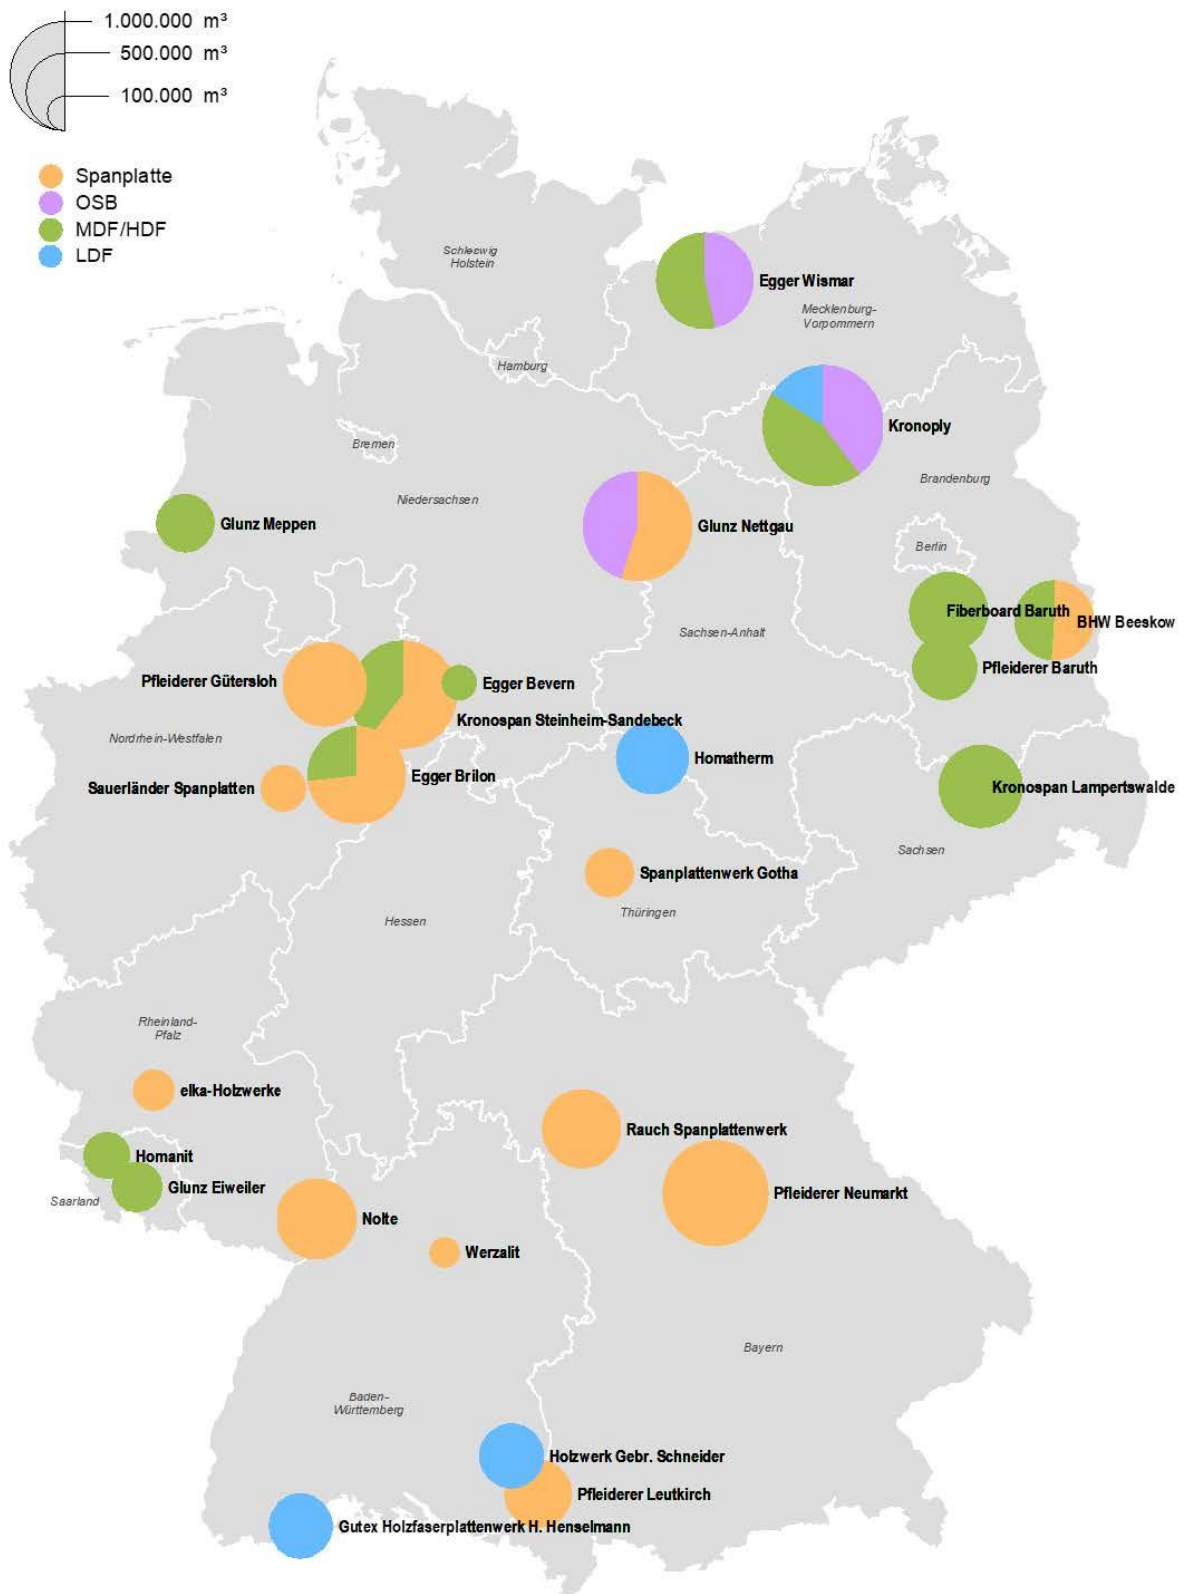 1.000.000 m³
500.000 m³
100.000 m³
Spanplatte
OSB
MDF/HDF
LDF
Schleswig
Holstein
Egger Wismar
Mecklenburg-
Vorpommern
Hamburg
Kronoply
Bremen
Brandenburg
Niedersachsen
Glunz Meppen
Glunz Nettgau
Berlin
Fiberboard Baruth
BHW Beeskow
Sachsen-Anhalt
Pfleiderer Baruth
Pfleiderer Gütersloh
Egger Bevern
Kronospan Steinheim-Sandebeck
Nordrhein-Westfalen
Homatherm
Egger Brilon
Sauerländer Spanplatten
Kronospan Lampertswalde
Sachsen
Spanplattenwerk Gotha
Thüringen
Hessen
Rheinland-
Pfalz
elka-Holzwerke
Rauch Spanplattenwerk
Homanit
Glunz Eiweiler
Saarland
Pfleiderer Neumarkt
Nolte
Werzalit
Bayern
Baden-
Württemberg
Holzwerk Gebr. Schneider
Pfleiderer Leutkirch
Gutex Holzfaserplattenwerk H. Henselmann